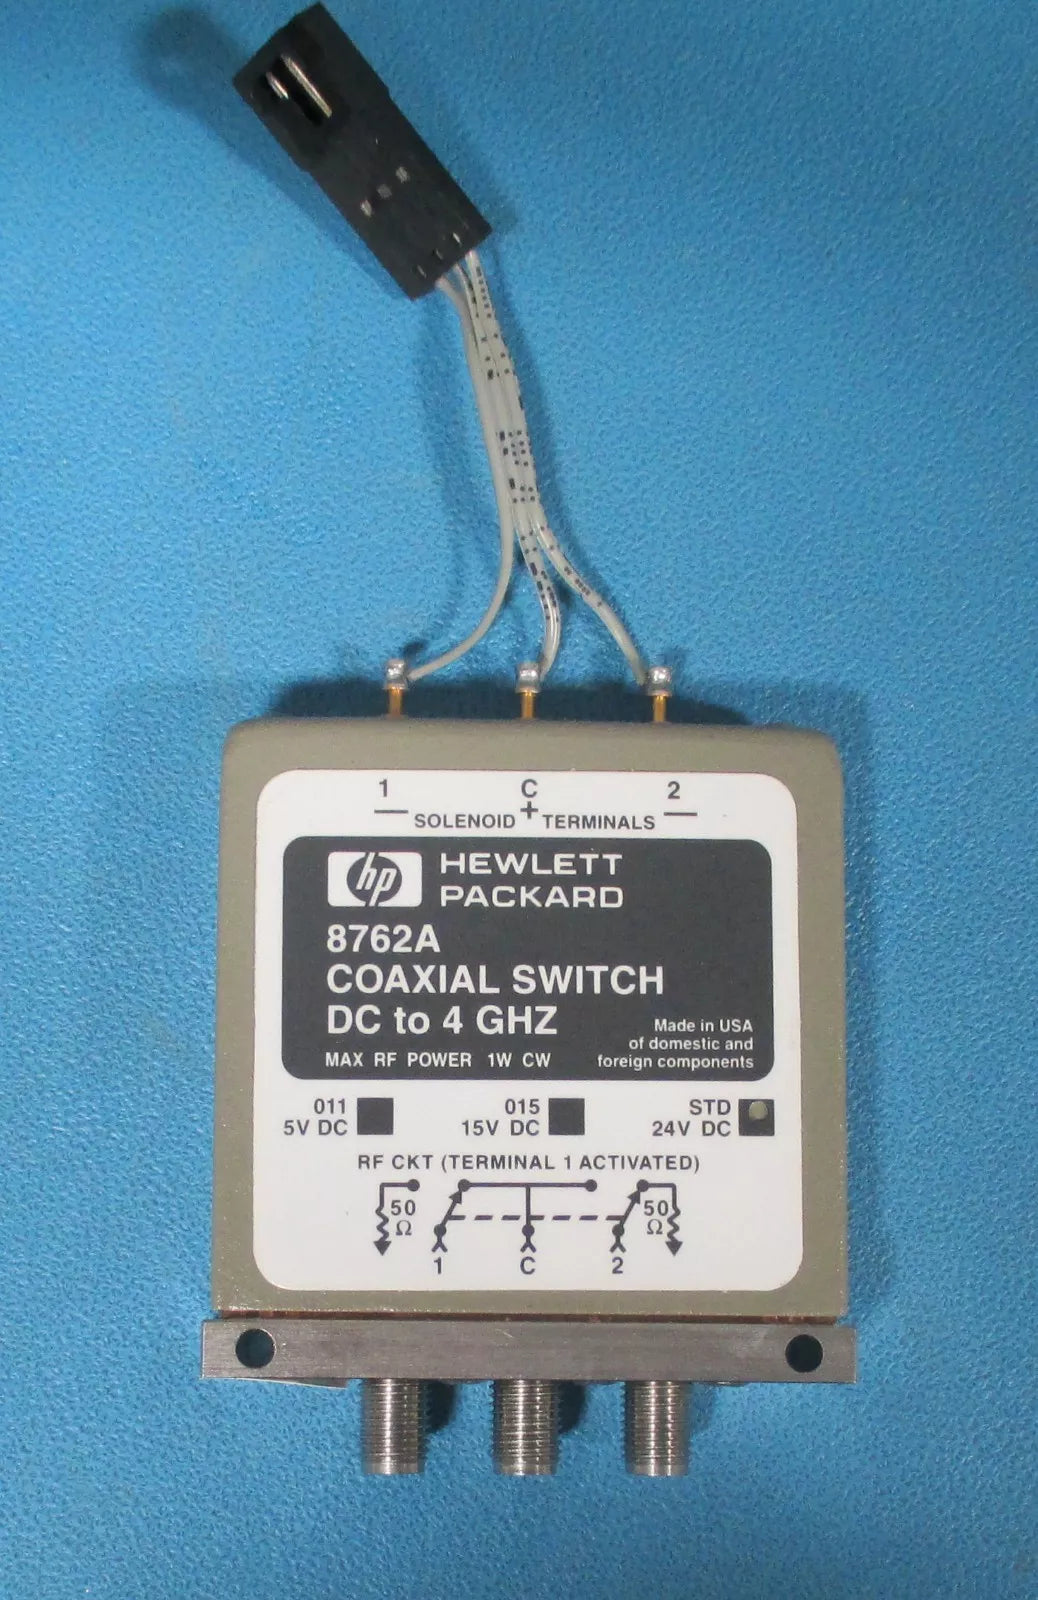 1 C 2
— SOLENOID + TERMINALS —
hp HEWLETT
PACKARD
8762A
COAXIAL SWITCH
DC to 4 GHZ
MAX RF POWER 1W CW
Made in USA
of domestic and
foreign components
011
5V DC
015
15V DC
STD
24V DC
RF CKT (TERMINAL 1 ACTIVATED)
50
Ω
50
Ω
1 C 2